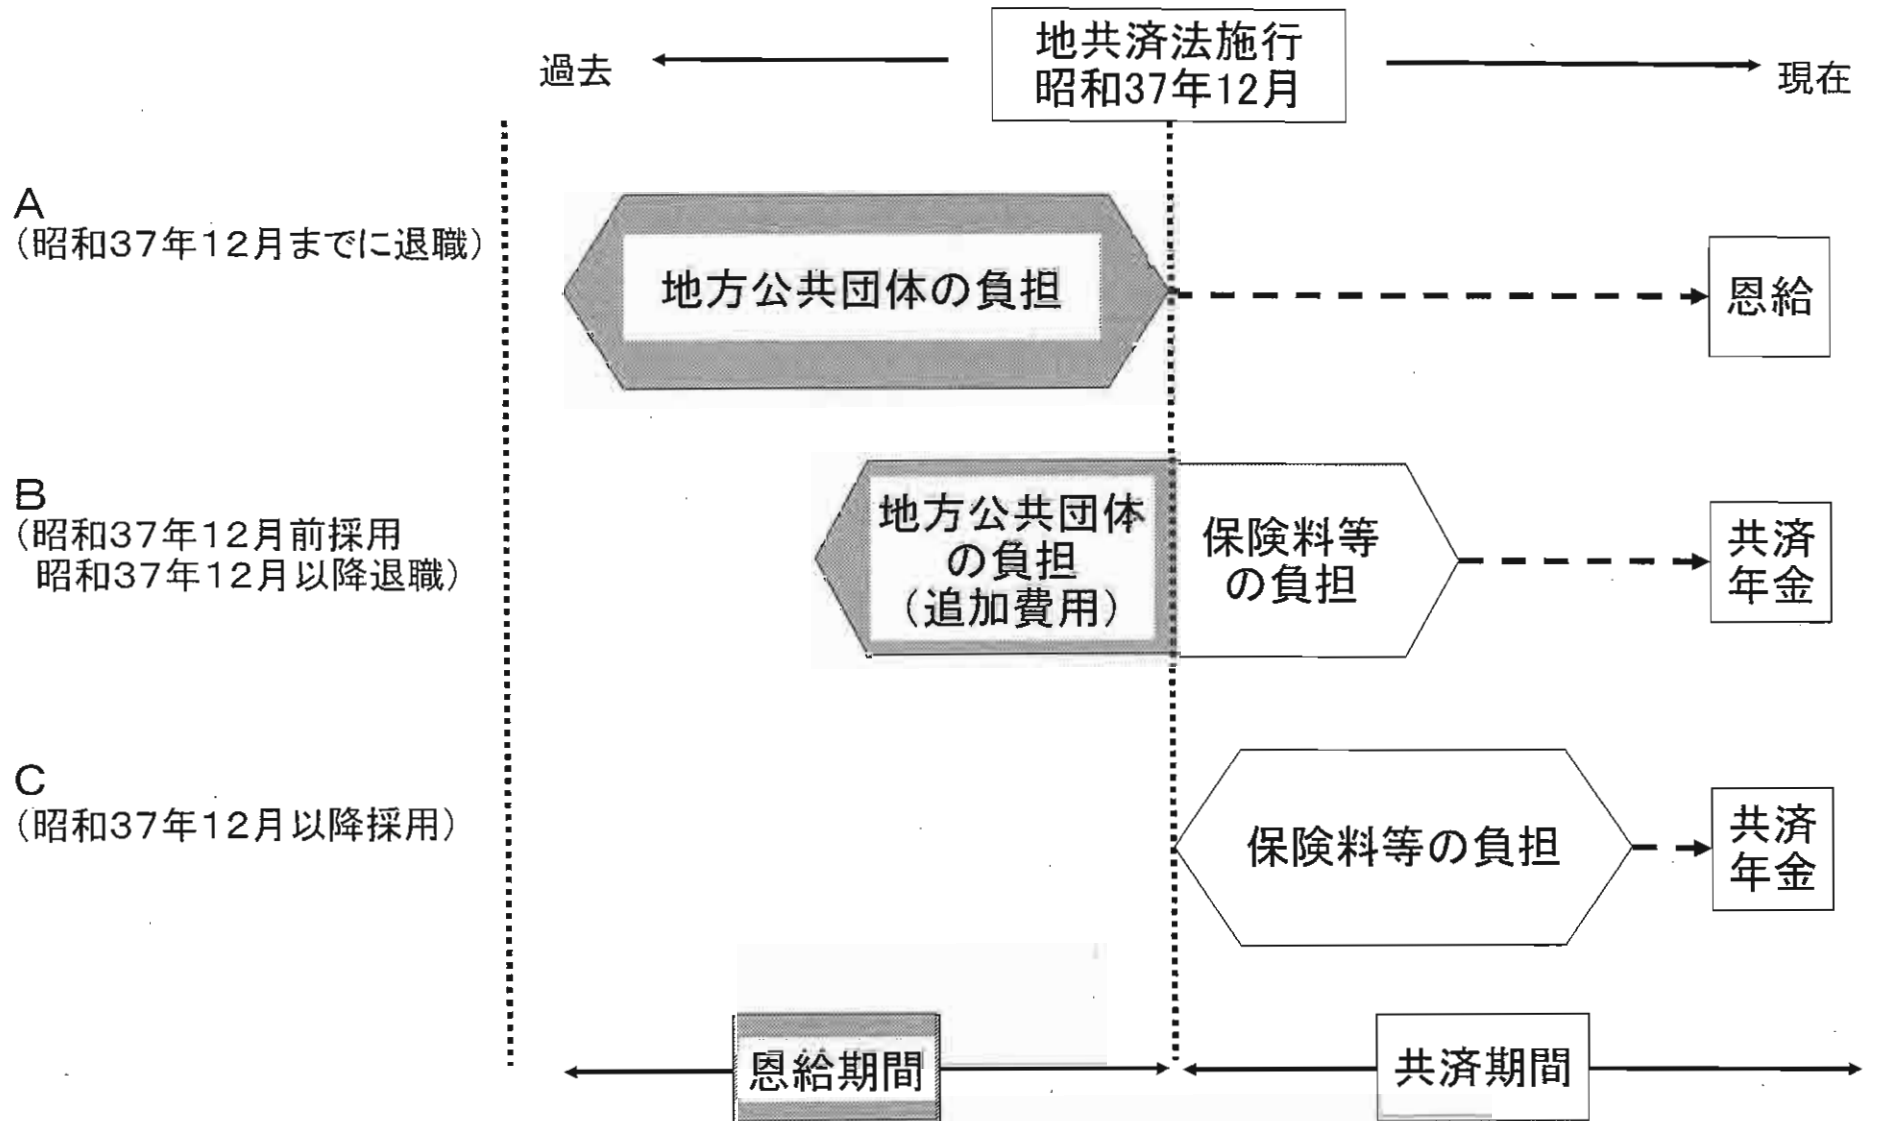 地共済法施行
昭和37年12月
過去
現在
A
（昭和37年12月までに退職）
地方公共団体の負担
恩給
B
（昭和37年12月前採用
昭和37年12月以降退職）
地方公共団体
の負担
（追加費用）
保険料等
の負担
共済
年金
C
（昭和37年12月以降採用）
保険料等の負担
共済
年金
恩給期間
共済期間